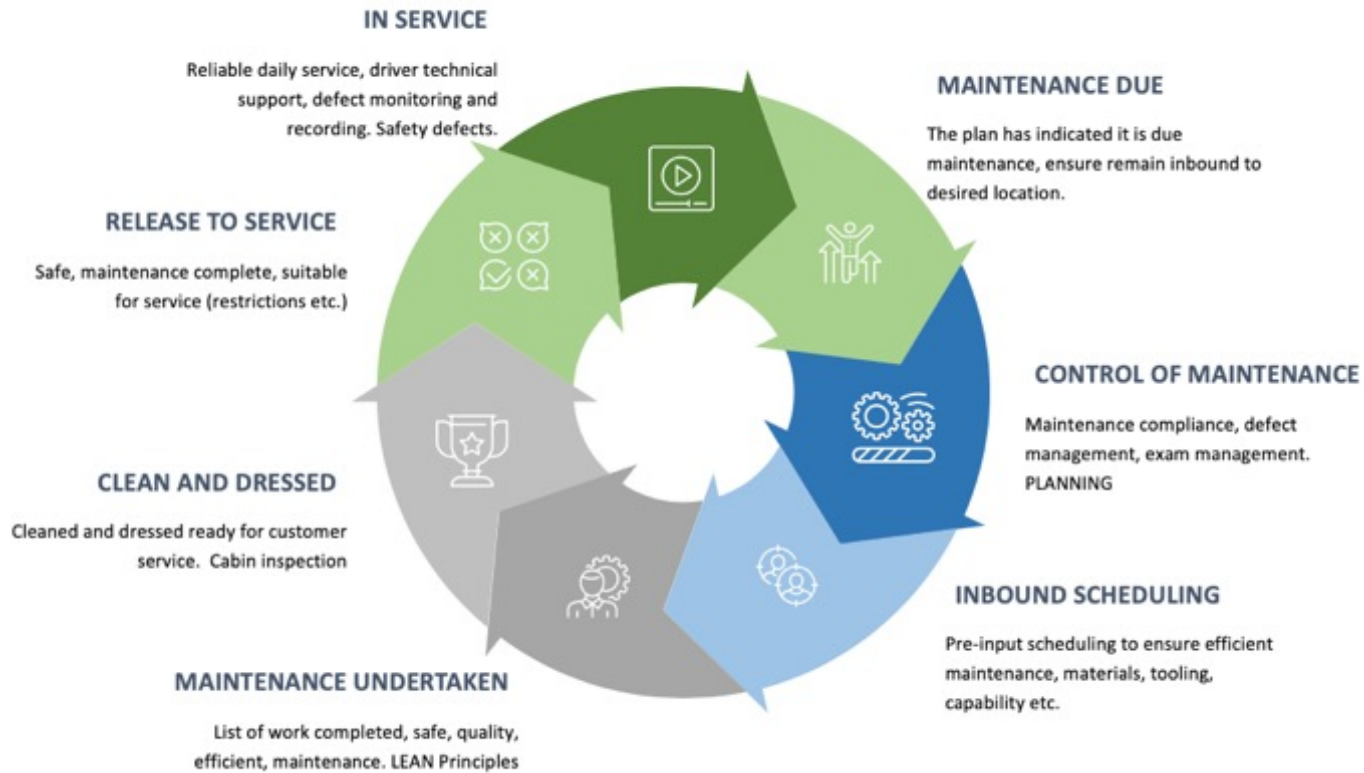 IN SERVICE
Reliable daily service, driver technical
support, defect monitoring and
recording. Safety defects.
MAINTENANCE DUE
The plan has indicated it is due
maintenance, ensure remain inbound to
desired location.
CONTROL OF MAINTENANCE
Maintenance compliance, defect
management, exam management.
PLANNING
INBOUND SCHEDULING
Pre-input scheduling to ensure efficient
maintenance, materials, tooling,
capability etc.
MAINTENANCE UNDERTAKEN
List of work completed, safe, quality,
efficient, maintenance. LEAN Principles
CLEAN AND DRESSED
Cleaned and dressed ready for customer
service.  Cabin inspection
RELEASE TO SERVICE
Safe, maintenance complete, suitable
for service (restrictions etc.)